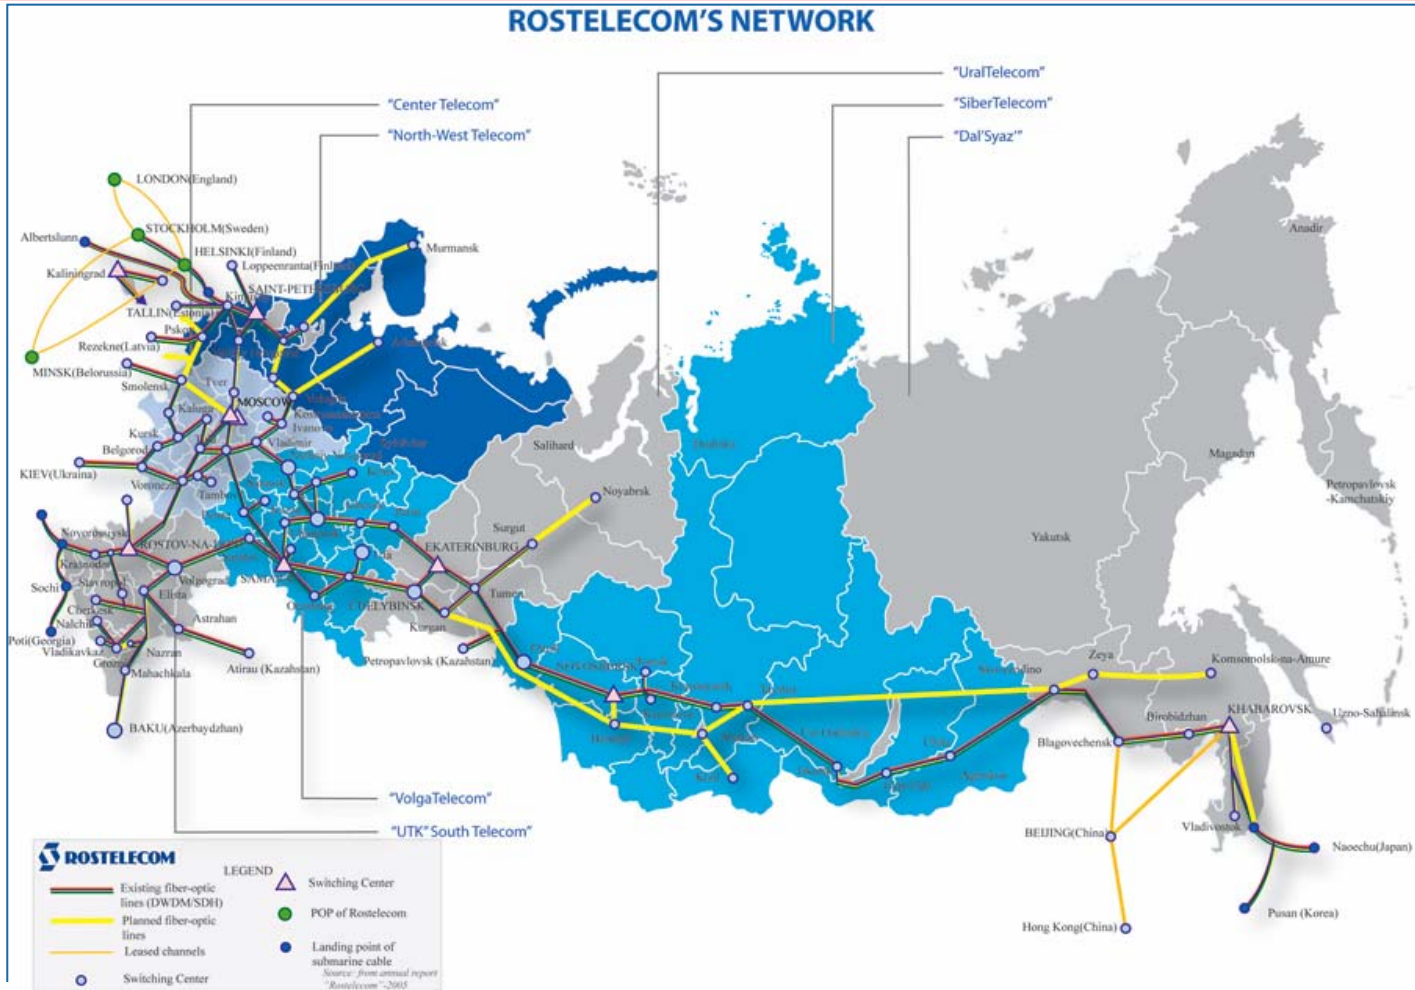 ROSTELECOM'S NETWORK
"UralTelecom"
"Center Telecom"
"SiberTelecom"
"North-West Telecom"
"Dal'Syaz'"
LONDON(England)
STOCKHOLM(Sweden)
Albertslunn
HELSINKI(Finland)
Loppeenranta(Finland)
Murmansk
Anadir
Kaliningrad
TALLIN(Estonia)
Pskov
Rezekne(Latvia)
MINSK(Belorussia)
Smolensk
Tver
MOSCOW
Vologda
Kaluga
Ivanovo
Kursk
Vladimir
Belgorod
Salihard
Magadan
KIEV(Ukraina)
Voronezh
Tambov
Noyabrsk
Petropavlovsk
-Kamchatskiy
Surgut
Yakutsk
Novorossuysk
ROSTOV-NA-DONU
EKATERINBURG
Krasnodar
Stavropol
Volgograd
SAMARA
Sochi
Elista
Tumen
Cherkesk
Astrahan
Kurgan
Nalchik
Poti(Georgia)
Vladikavkaz
Nazran
Grozny
Atirau (Kazahstan)
Petropavlovsk (Kazahstan)
Mahachkala
Zeya
Komsomolsk-na-Amure
BAKU(Azerbaydzhan)
Birobidzhan
KHABAROVSK
Uzno-Sahalinsk
Blagovechensk
"VolgaTelecom"
"UTK" South Telecom"
BEIJING(China)
Vladivostok
Naoechu(Japan)
Pusan (Korea)
Hong Kong(China)
ROSTELECOM
LEGEND
Existing fiber-optic
lines (DWDM/SDH)
Planned fiber-optic
lines
Leased channels
Switching Center
Switching Center
POP of Rostelecom
Landing point of
submarine cable
Source: from annual report
"Rostelecom"-2005